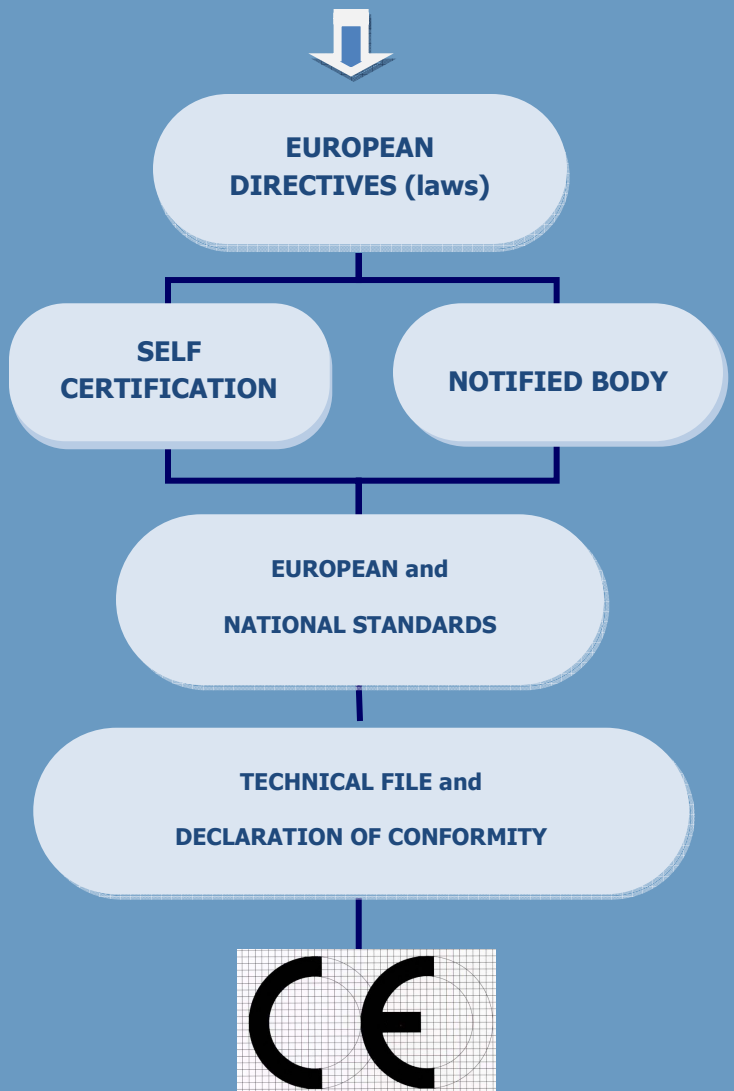 EUROPEAN
DIRECTIVES (laws)
SELF
CERTIFICATION
NOTIFIED BODY
EUROPEAN and
NATIONAL STANDARDS
TECHNICAL FILE and
DECLARATION OF CONFORMITY
CE